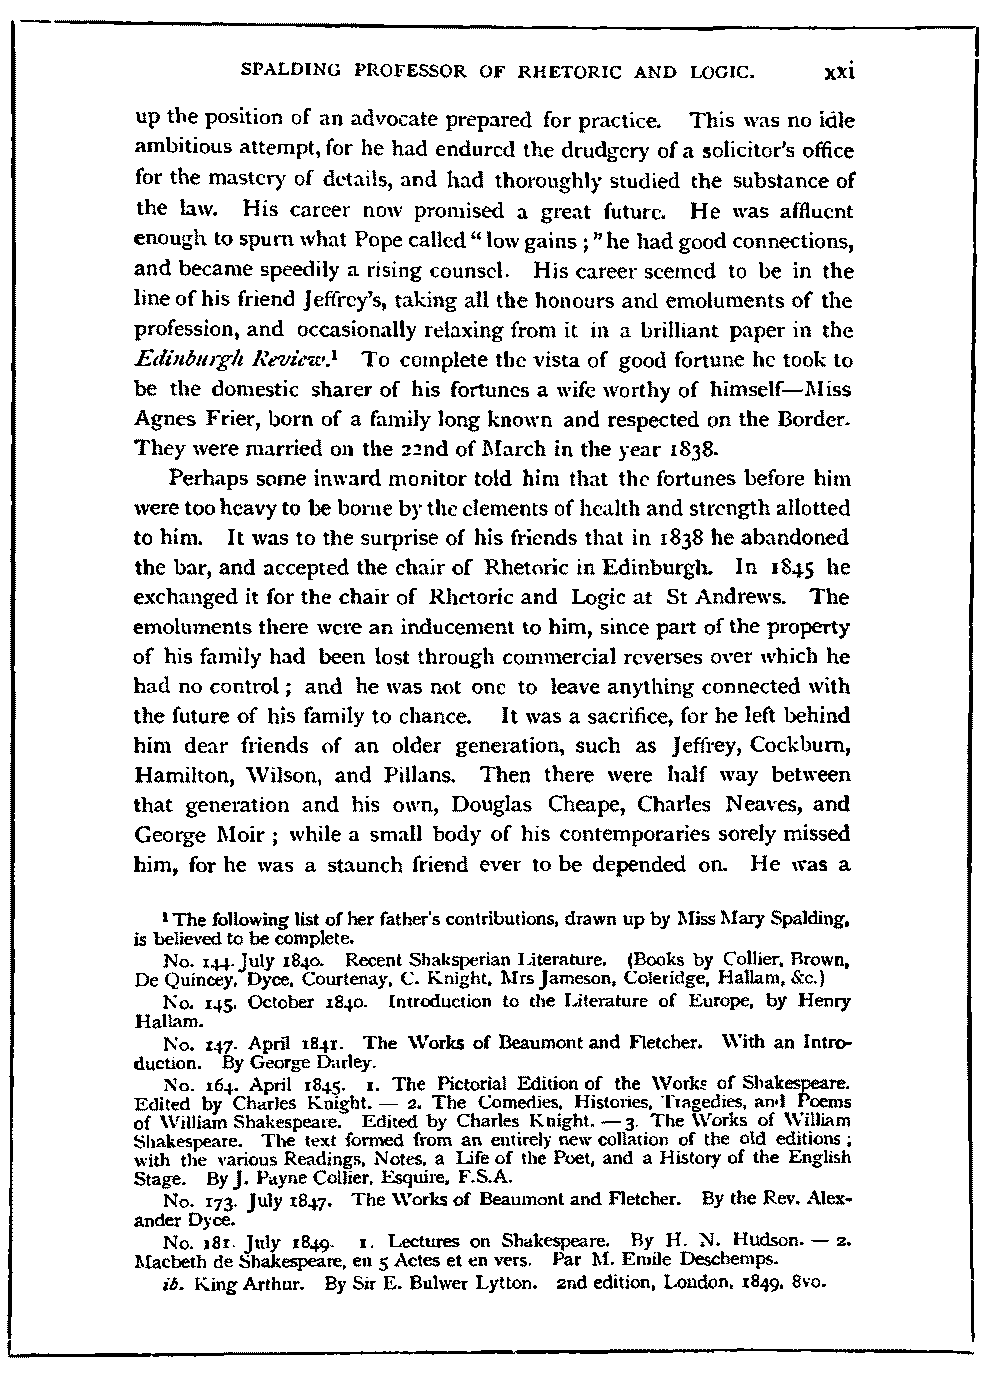 SPALDING PROFESSOR OF RHETORIC AND LOGIC. xxi
up the position of an advocate prepared for practice. This was no idle
ambitious attempt, for he had endured the drudgery of a solicitor's office
for the mastery of details, and had thoroughly studied the substance of
the law. His career now promised a great future. He was affluent
enough to spurn what Pope called "low gains;" he had good connections,
and became speedily a rising counsel. His career seemed to be in the
line of his friend Jeffrey's, taking all the honours and emoluments of the
profession, and occasionally relaxing from it in a brilliant paper in the
Edinburgh Review.¹ To complete the vista of good fortune he took to
be the domestic sharer of his fortunes a wife worthy of himself—Miss
Agnes Frier, born of a family long known and respected on the Border.
They were married on the 22nd of March in the year 1838.
Perhaps some inward monitor told him that the fortunes before him
were too heavy to be borne by the elements of health and strength allotted
to him. It was to the surprise of his friends that in 1838 he abandoned
the bar, and accepted the chair of Rhetoric in Edinburgh. In 1845 he
exchanged it for the chair of Rhetoric and Logic at St Andrews. The
emoluments there were an inducement to him, since part of the property
of his family had been lost through commercial reverses over which he
had no control; and he was not one to leave anything connected with
the future of his family to chance. It was a sacrifice, for he left behind
him dear friends of an older generation, such as Jeffrey, Cockburn,
Hamilton, Wilson, and Pillans. Then there were half way between
that generation and his own, Douglas Cheape, Charles Neaves, and
George Moir; while a small body of his contemporaries sorely missed
him, for he was a staunch friend ever to be depended on. He was a
¹ The following list of her father's contributions, drawn up by Miss Mary Spalding,
is believed to be complete.
No. 144. July 1840. Recent Shaksperian Literature. (Books by Collier, Brown,
De Quincey, Dyce, Courtenay, C. Knight, Mrs Jameson, Coleridge, Hallam, &c.)
No. 145, October 1840. Introduction to the Literature of Europe, by Henry
Hallam.
No. 147. April 1841. The Works of Beaumont and Fletcher. With an Intro-
duction. By George Darley.
No. 164. April 1845. 1. The Pictorial Edition of the Works of Shakespeare.
Edited by Charles Knight. — 2. The Comedies, Histories, Tragedies, and Poems
of William Shakespeare. Edited by Charles Knight. — 3. The Works of William
Shakespeare. The text formed from an entirely new collation of the old editions;
with the various Readings, Notes, a Life of the Poet, and a History of the English
Stage. By J. Payne Collier, Esquire, F.S.A.
No. 173. July 1847. The Works of Beaumont and Fletcher. By the Rev. Alex-
ander Dyce.
No. 181. July 1849. 1. Lectures on Shakespeare. By H. N. Hudson. — 2.
Macbeth de Shakespeare, en 5 Actes et en vers. Par M. Emile Deschemps.
ib. King Arthur. By Sir E. Bulwer Lytton. 2nd edition, London, 1849, 8vo.